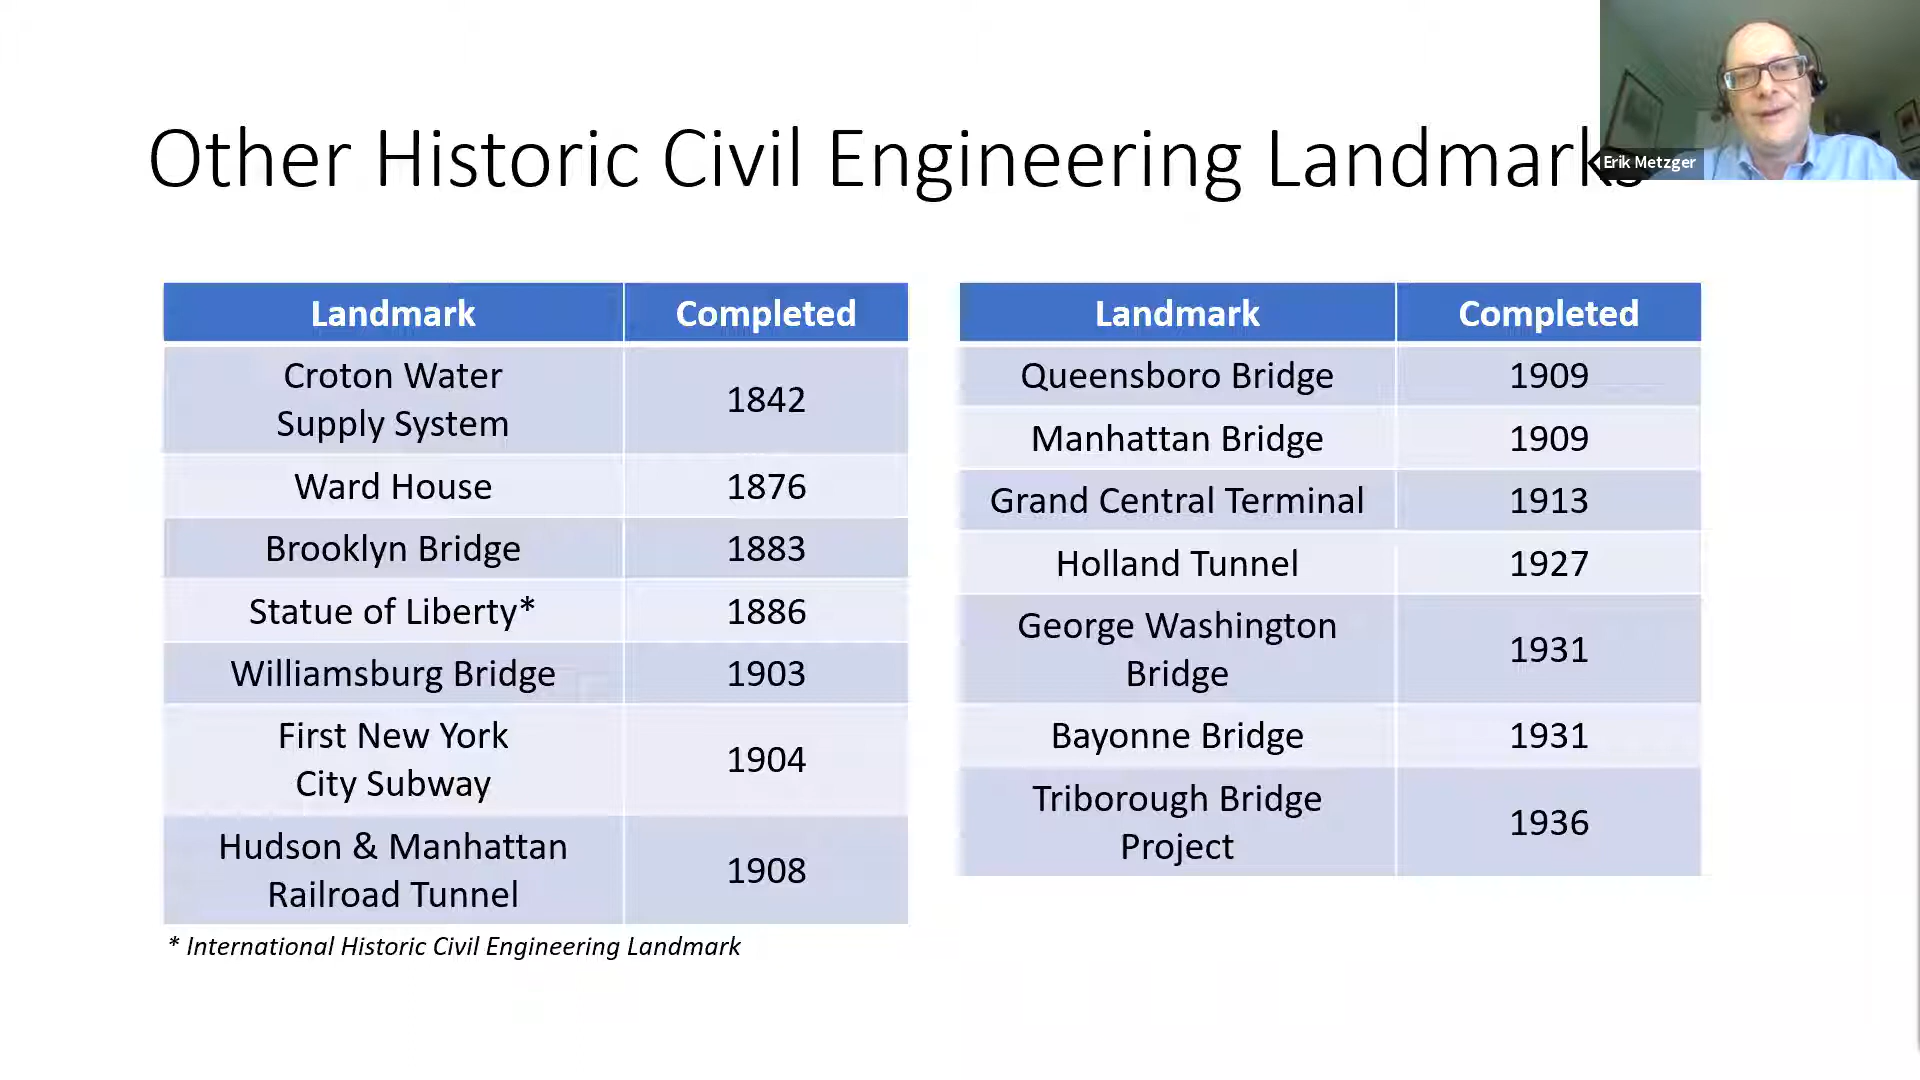 Other Historic Civil Engineering Landmarks
Erik Metzger
Landmark Completed
Croton Water
Supply System
1842
Ward House 1876
Brooklyn Bridge 1883
Statue of Liberty* 1886
Williamsburg Bridge 1903
First New York
City Subway
1904
Hudson & Manhattan
Railroad Tunnel
1908
* International Historic Civil Engineering Landmark
Landmark Completed
Queensboro Bridge 1909
Manhattan Bridge 1909
Grand Central Terminal 1913
Holland Tunnel 1927
George Washington
Bridge
1931
Bayonne Bridge 1931
Triborough Bridge
Project
1936